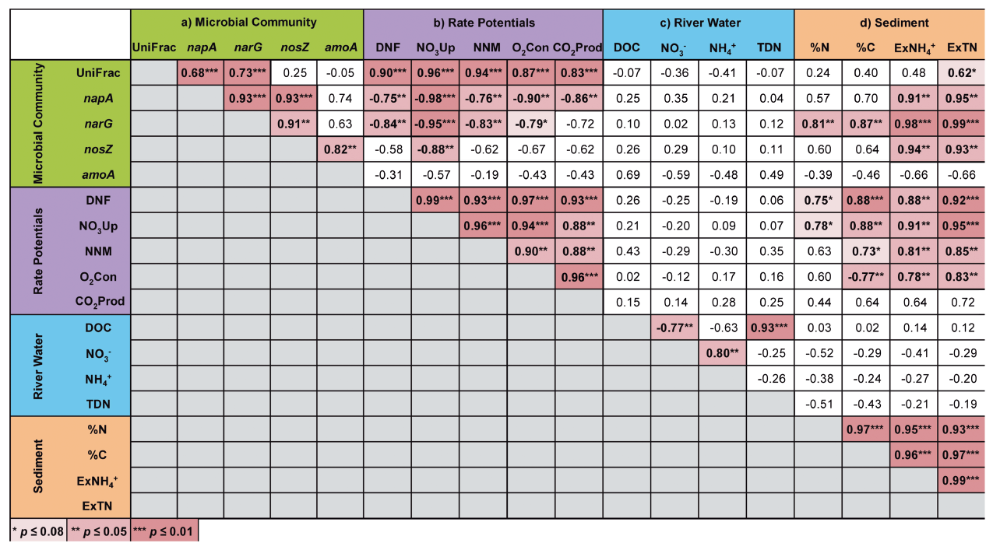 a) Microbial Community b) Rate Potentials c) River Water d) Sediment
UniFrac napA narG nosZ amoA DNF NO₃Up NNM O₂Con CO₂Prod DOC NO₃⁻ NH₄⁺ TDN %N %C ExNH₄⁺ ExTN
Microbial Community
UniFrac 0.68*** 0.73*** 0.25 -0.05 0.90*** 0.96*** 0.94*** 0.87*** 0.83*** -0.07 -0.36 -0.41 -0.07 0.24 0.40 0.48 0.62*
napA 0.93*** 0.93*** 0.74 -0.75** -0.98*** -0.76** -0.90** -0.86** 0.25 0.35 0.21 0.04 0.57 0.70 0.91** 0.95**
narG 0.91** 0.63 -0.84** -0.95*** -0.83** -0.79* -0.72 0.10 0.02 0.13 0.12 0.81** 0.87** 0.98*** 0.99***
nosZ 0.82** -0.58 -0.88** -0.62 -0.67 -0.62 0.26 0.29 0.10 0.11 0.60 0.64 0.94** 0.93**
amoA -0.31 -0.57 -0.19 -0.43 -0.43 0.69 -0.59 -0.48 0.49 -0.39 -0.46 -0.66 -0.66
Rate Potentials
DNF 0.99*** 0.93*** 0.97*** 0.93*** 0.26 -0.25 -0.19 0.06 0.75* 0.88*** 0.88** 0.92***
NO₃Up 0.96*** 0.94*** 0.88** 0.21 -0.20 0.09 0.07 0.78* 0.88** 0.91** 0.95***
NNM 0.90** 0.88** 0.43 -0.29 -0.30 0.35 0.63 0.73* 0.81** 0.85**
O₂Con 0.96*** 0.02 -0.12 0.17 0.16 0.60 -0.77** 0.78** 0.83**
CO₂Prod 0.15 0.14 0.28 0.25 0.44 0.64 0.64 0.72
River Water
DOC -0.77** -0.63 0.93*** 0.03 0.02 0.14 0.12
NO₃⁻ 0.80** -0.25 -0.52 -0.29 -0.41 -0.29
NH₄⁺ -0.26 -0.38 -0.24 -0.27 -0.20
TDN -0.51 -0.43 -0.21 -0.19
Sediment
%N 0.97*** 0.95*** 0.93***
%C 0.96*** 0.97***
ExNH₄⁺ 0.99***
ExTN
* p ≤ 0.08 ** p ≤ 0.05 *** p ≤ 0.01